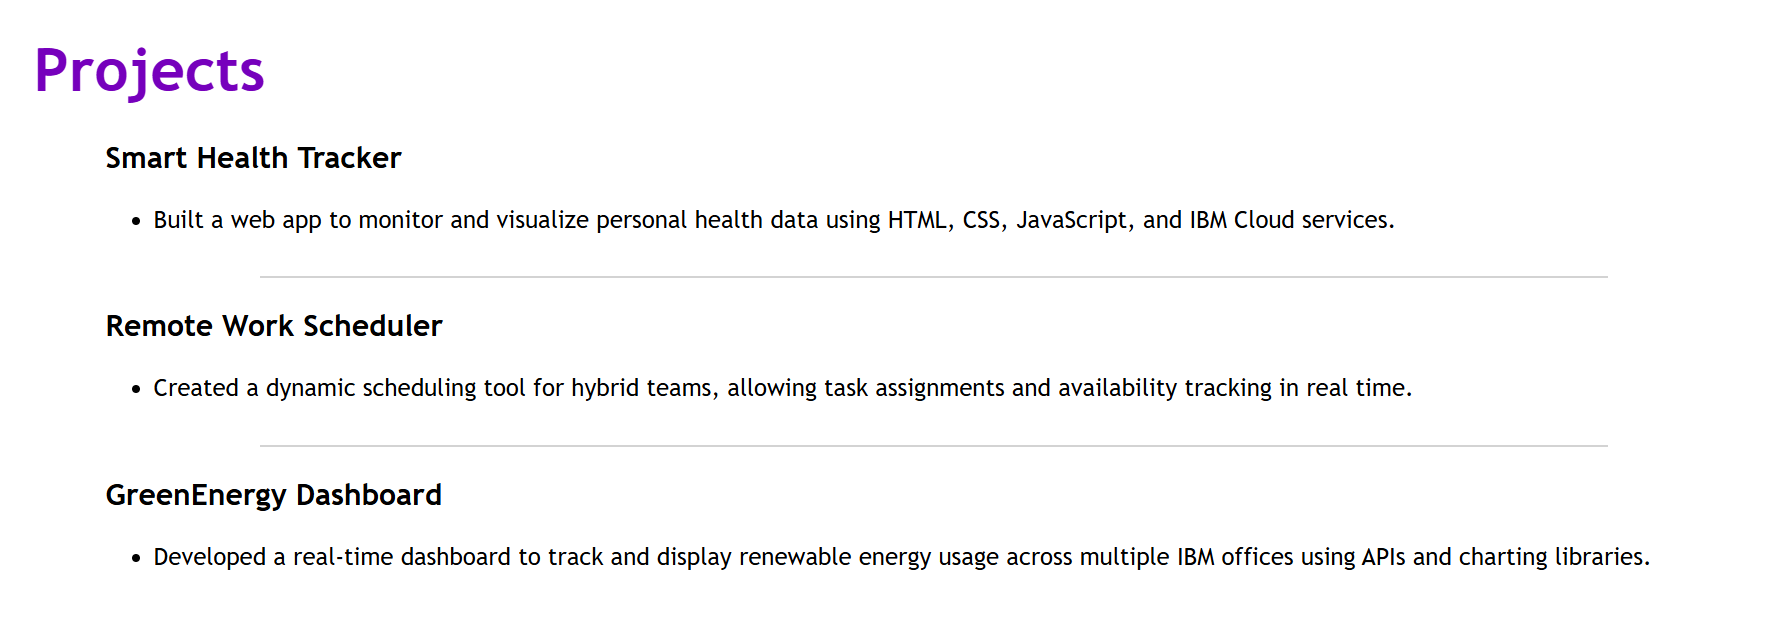 Projects
Smart Health Tracker
• Built a web app to monitor and visualize personal health data using HTML, CSS, JavaScript, and IBM Cloud services.
Remote Work Scheduler
• Created a dynamic scheduling tool for hybrid teams, allowing task assignments and availability tracking in real time.
GreenEnergy Dashboard
• Developed a real-time dashboard to track and display renewable energy usage across multiple IBM offices using APIs and charting libraries.